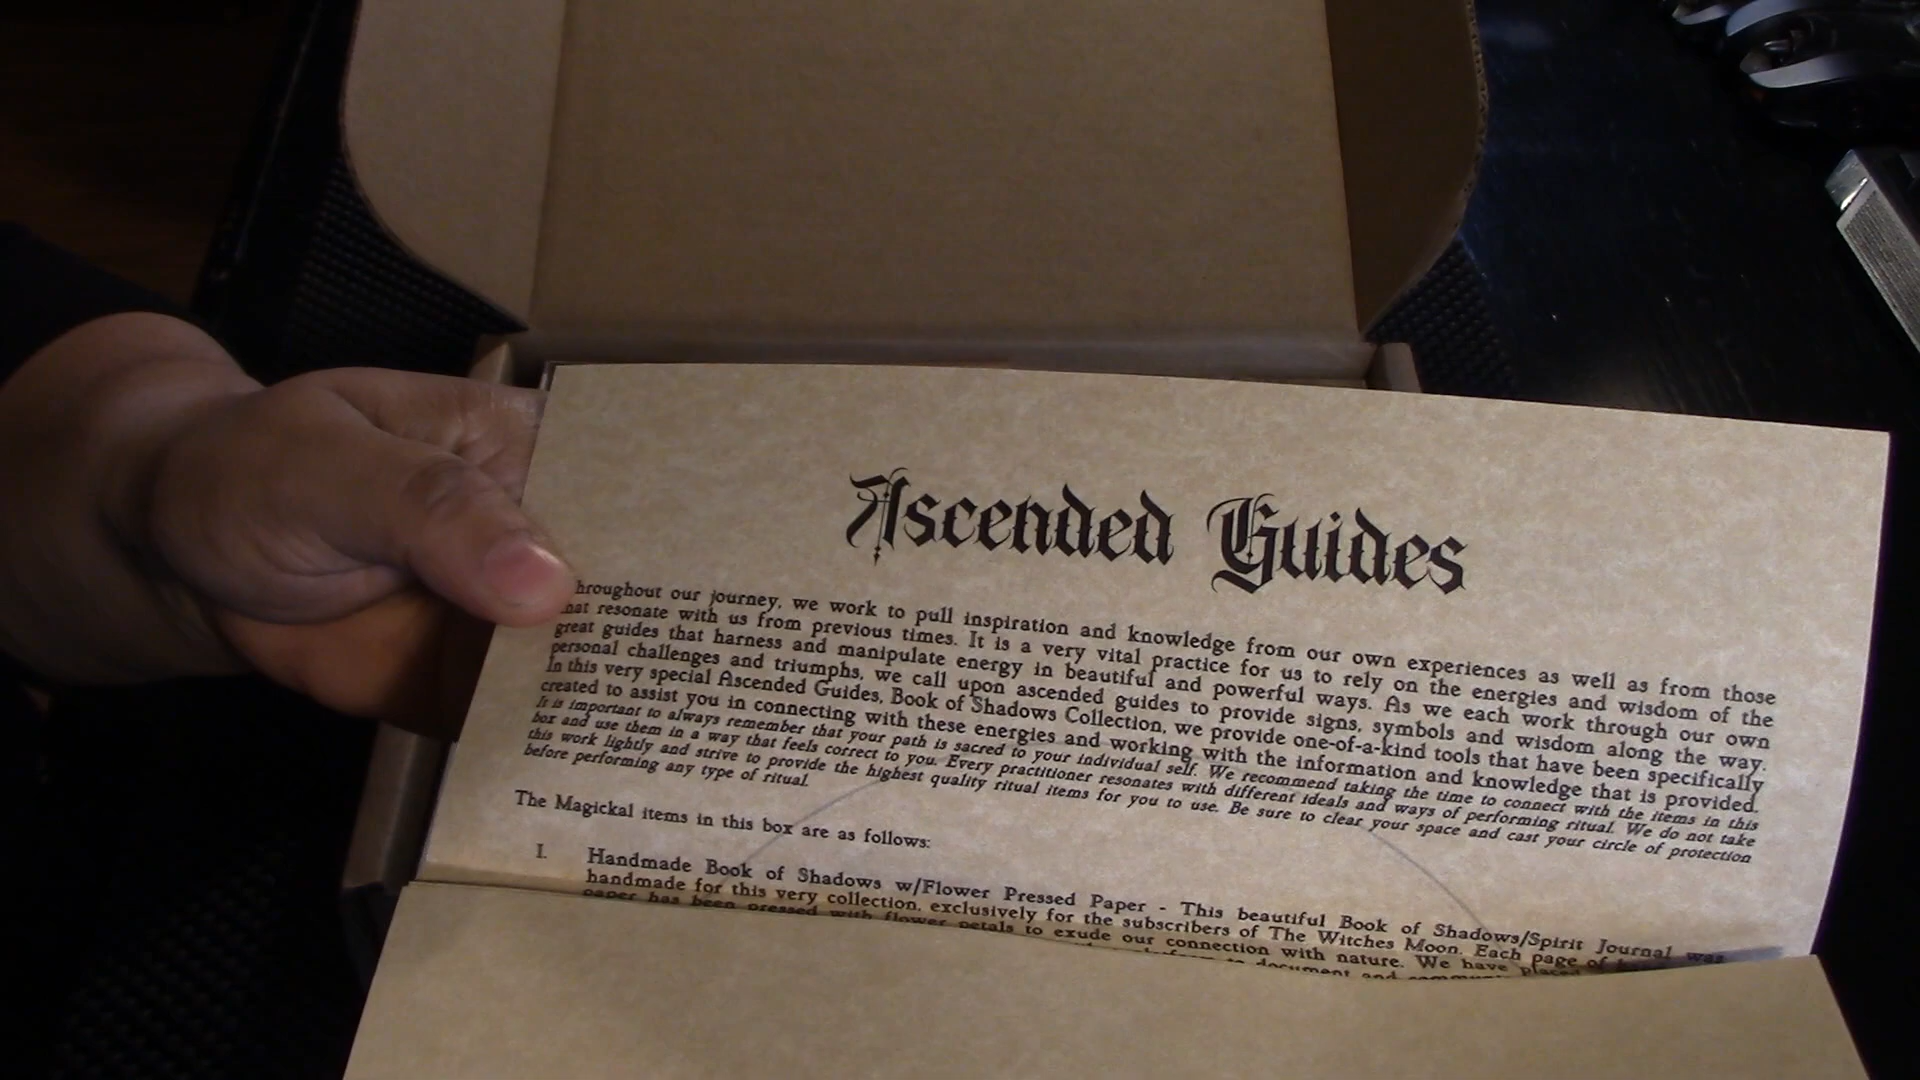 Ascended Guides
hroughout our journey, we work to pull inspiration and knowledge from our own experiences as well as from those
that resonate with us from previous times. It is a very vital practice for us to rely on the energies and wisdom of the
great guides that harness and manipulate energy in beautiful and powerful ways. As we each work through our own
personal challenges and triumphs, we call upon ascended guides to provide signs, symbols and wisdom along the way.
In this very special Ascended Guides, Book of Shadows Collection, we provide one-of-a-kind tools that have been specifically
created to assist you in connecting with these energies and working with the information and knowledge that is provided.
It is important to always remember that your path is sacred to your individual self. We recommend taking the time to connect with the items in this
box and use them in a way that feels correct to you. Every practitioner resonates with different ideals and ways of performing ritual. We do not take
this work lightly and strive to provide the highest quality ritual items for you to use. Be sure to clear your space and cast your circle of protection
before performing any type of ritual.
The Magickal items in this box are as follows:
I. Handmade Book of Shadows w/Flower Pressed Paper - This beautiful Book of Shadows/Spirit Journal was
handmade for this very collection, exclusively for the subscribers of The Witches Moon. Each page of
paper has been pressed with flower petals to exude our connection with nature. We have placed
to document and